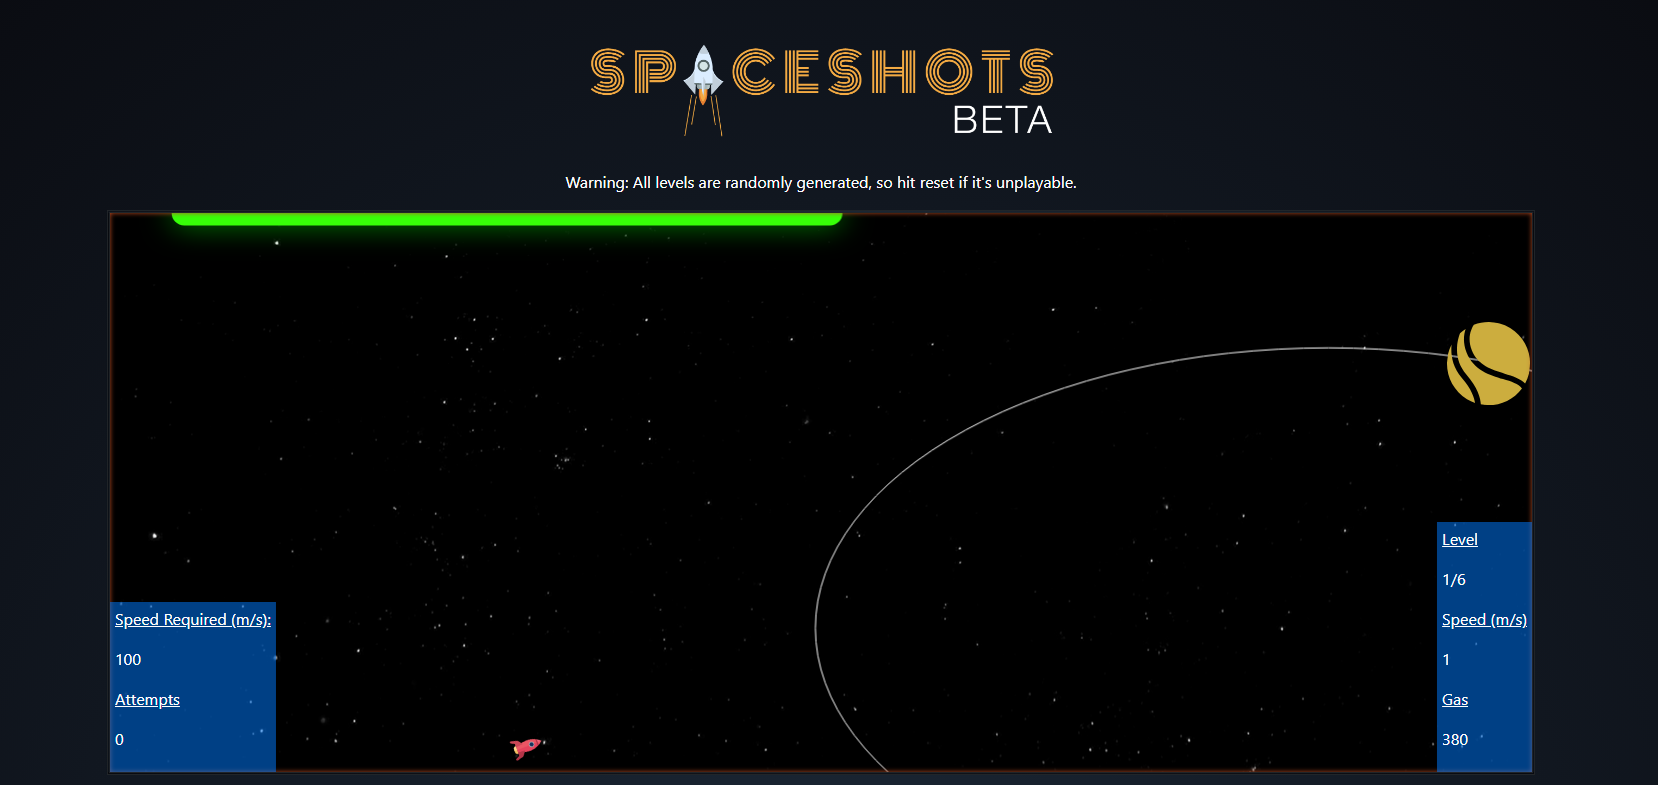 SPACESHOTS
BETA
Warning: All levels are randomly generated, so hit reset if it's unplayable.
Speed Required (m/s):
100
Attempts
0
Level
1/6
Speed (m/s)
1
Gas
380